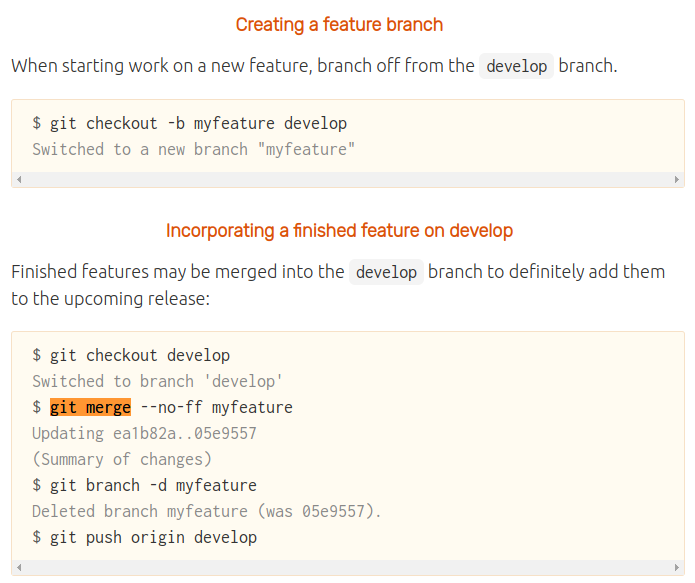 Creating a feature branch
When starting work on a new feature, branch off from the develop branch.
$ git checkout -b myfeature develop
Switched to a new branch "myfeature"
Incorporating a finished feature on develop
Finished features may be merged into the develop branch to definitely add them
to the upcoming release:
$ git checkout develop
Switched to branch 'develop'
$ git merge --no-ff myfeature
Updating ea1b82a..05e9557
(Summary of changes)
$ git branch -d myfeature
Deleted branch myfeature (was 05e9557).
$ git push origin develop